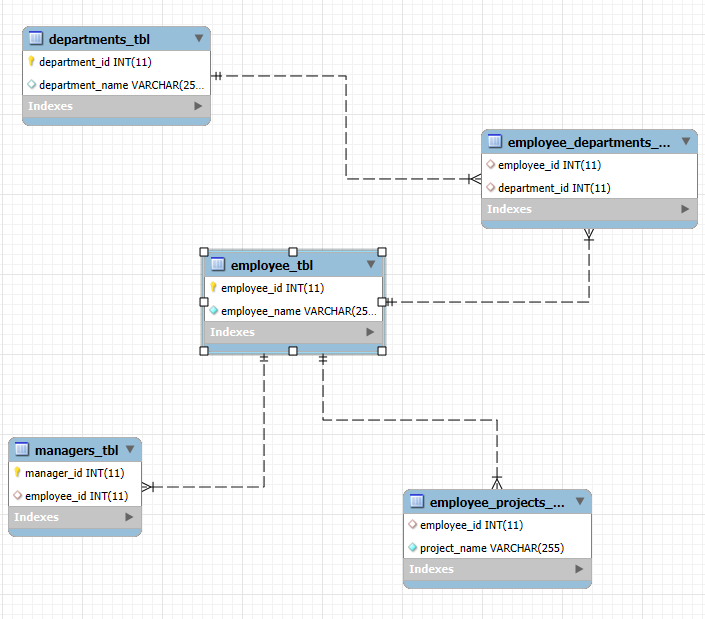 departments_tbl
department_id INT(11)
department_name VARCHAR(25...
Indexes
employee_departments_...
employee_id INT(11)
department_id INT(11)
Indexes
employee_tbl
employee_id INT(11)
employee_name VARCHAR(25...
Indexes
managers_tbl
manager_id INT(11)
employee_id INT(11)
Indexes
employee_projects_...
employee_id INT(11)
project_name VARCHAR(255)
Indexes